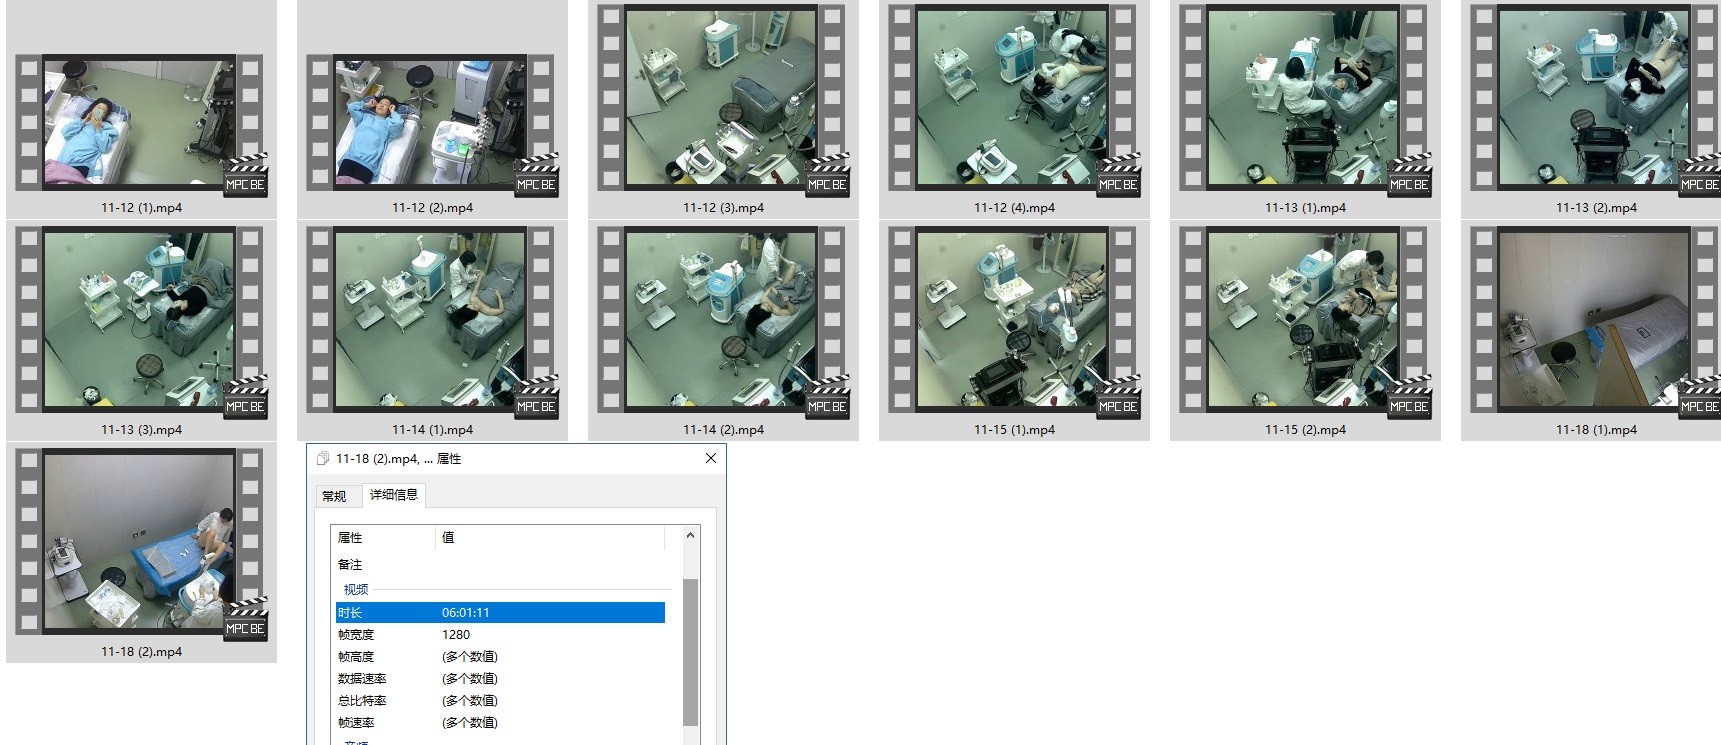 MPC BE
MPC BE
MPC BE
MPC BE
MPC BE
MPC BE
11-12 (1).mp4
11-12 (2).mp4
11-12 (3).mp4
11-12 (4).mp4
11-13 (1).mp4
11-13 (2).mp4
MPC BE
MPC BE
MPC BE
MPC BE
MPC BE
MPC BE
11-13 (3).mp4
11-14 (1).mp4
11-14 (2).mp4
11-15 (1).mp4
11-15 (2).mp4
11-18 (1).mp4
MPC BE
11-18 (2).mp4
11-18 (2).mp4, ... 属性
常规 详细信息
属性 值
备注
视频
时长 06:01:11
帧宽度 1280
帧高度 (多个数值)
数据速率 (多个数值)
总比特率 (多个数值)
帧速率 (多个数值)